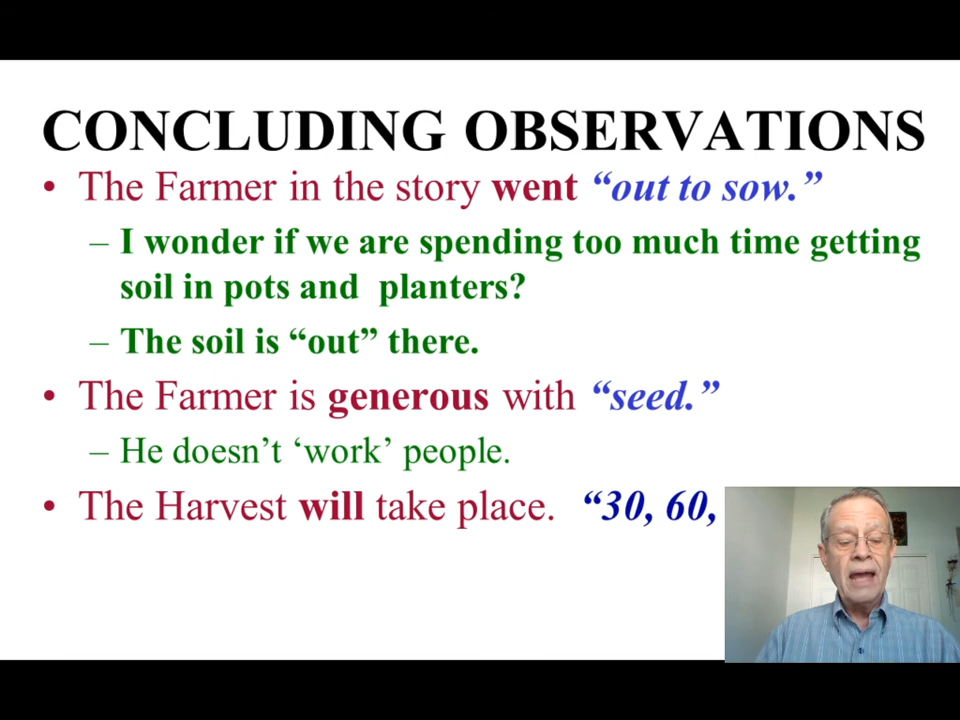 CONCLUDING OBSERVATIONS
• The Farmer in the story went “out to sow.”
– I wonder if we are spending too much time getting
soil in pots and planters?
– The soil is “out” there.
• The Farmer is generous with “seed.”
– He doesn’t ‘work’ people.
• The Harvest will take place. “30, 60,